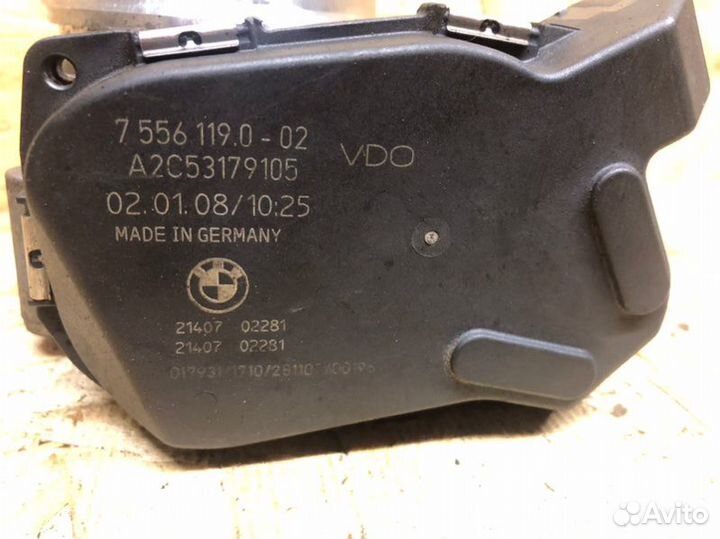 7 556 119.0 - 02
VDO
A2C53179105
02.01.08/10:25
MADE IN GERMANY
BMW
21407 02281
21407 02281
Avito